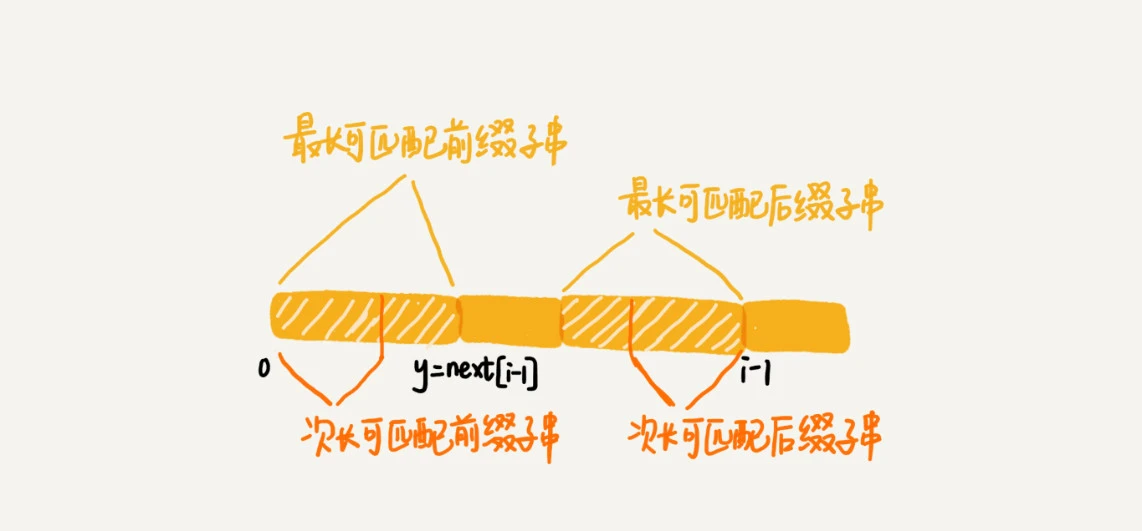 最长可匹配前缀子串
最长可匹配后缀子串
0
y=next[i-1]
i-1
次长可匹配前缀子串
次长可匹配后缀子串